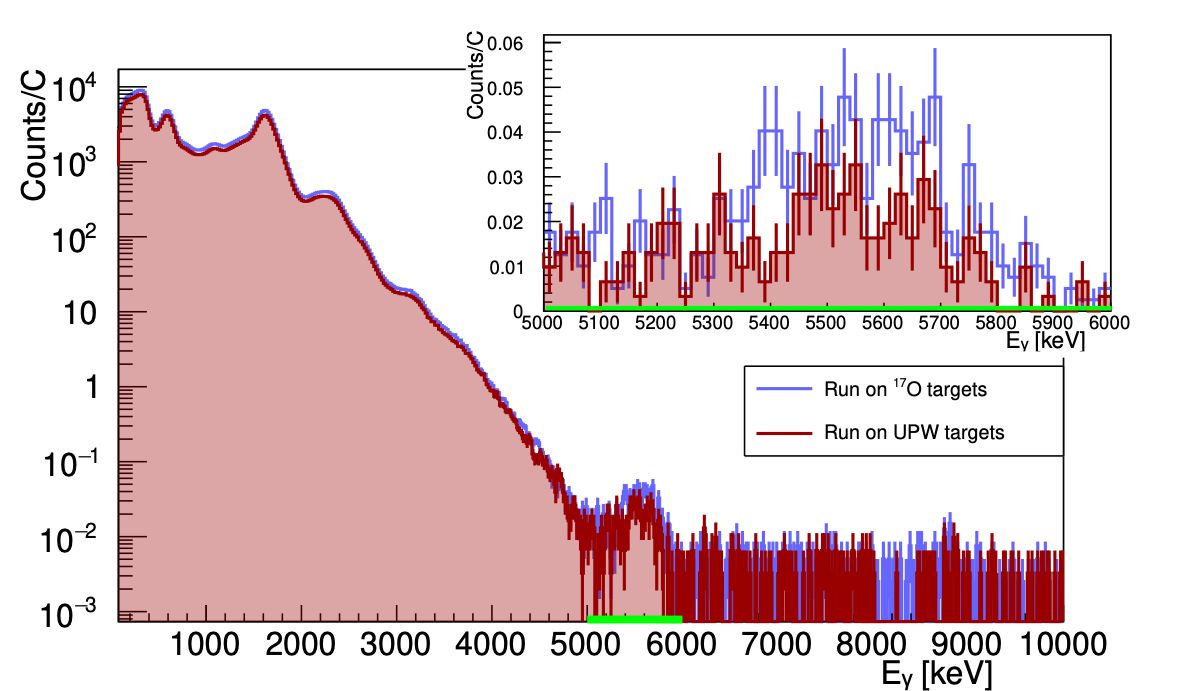 Counts/C
10⁴
10³
10²
10
1
10⁻¹
10⁻²
10⁻³
1000 2000 3000 4000 5000 6000 7000 8000 9000 10000
Eγ [keV]
Counts/C
0.06
0.05
0.04
0.03
0.02
0.01
0
5000 5100 5200 5300 5400 5500 5600 5700 5800 5900 6000
Eγ [keV]
Run on ¹⁷O targets
Run on UPW targets